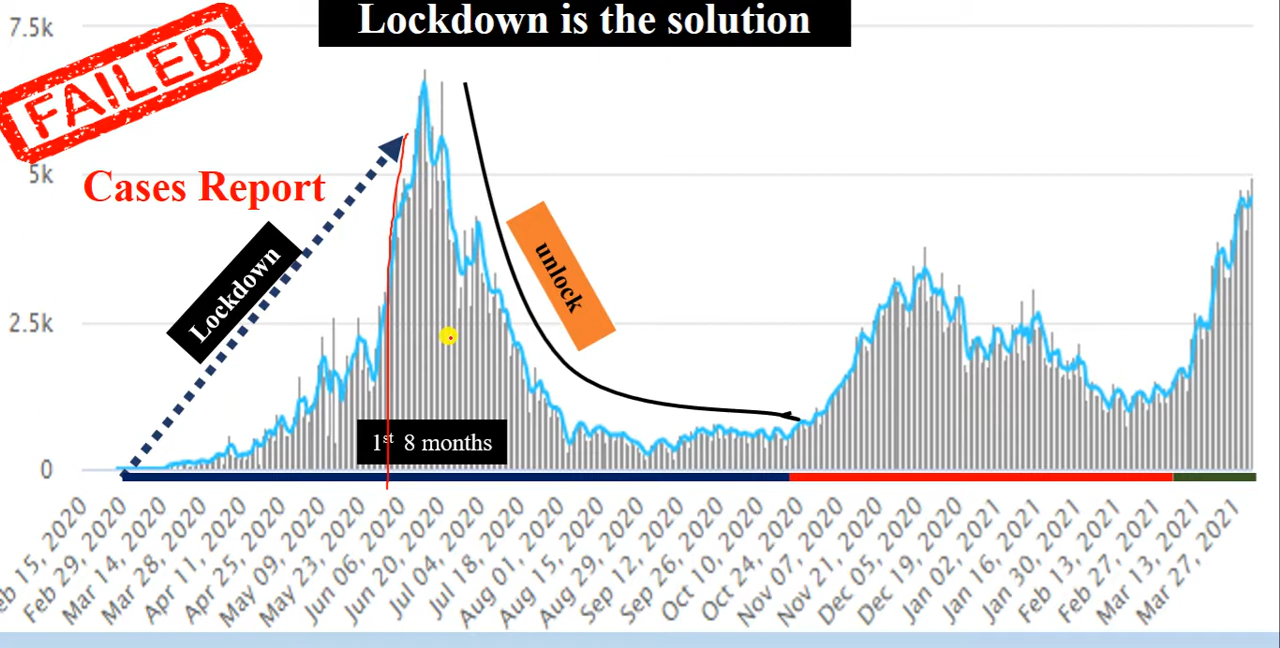 Lockdown is the solution
FAILED
7.5k
5k
2.5k
0
Cases Report
Lockdown
unlock
1st 8 months
eb 15, 2020
Feb 29, 2020
Mar 14, 2020
Mar 28, 2020
Apr 11, 2020
Apr 25, 2020
May 09, 2020
May 23, 2020
Jun 06, 2020
Jun 20, 2020
Jul 04, 2020
Jul 18, 2020
Aug 01, 2020
Aug 15, 2020
Aug 29, 2020
Sep 12, 2020
Sep 26, 2020
Oct 10, 2020
Oct 24, 2020
Nov 07, 2020
Nov 21, 2020
Dec 05, 2020
Dec 19, 2020
Jan 02, 2021
Jan 16, 2021
Jan 30, 2021
Feb 13, 2021
Feb 27, 2021
Mar 13, 2021
Mar 27, 2021